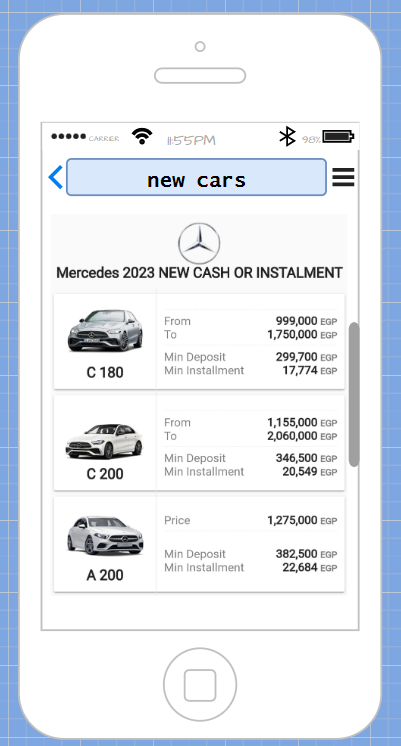 CARRIER 11:55PM 98%
new cars
Mercedes 2023 NEW CASH OR INSTALMENT
From 999,000 EGP
To 1,750,000 EGP
Min Deposit 299,700 EGP
Min Installment 17,774 EGP
C 180
From 1,155,000 EGP
To 2,060,000 EGP
Min Deposit 346,500 EGP
Min Installment 20,549 EGP
C 200
Price 1,275,000 EGP
Min Deposit 382,500 EGP
Min Installment 22,684 EGP
A 200